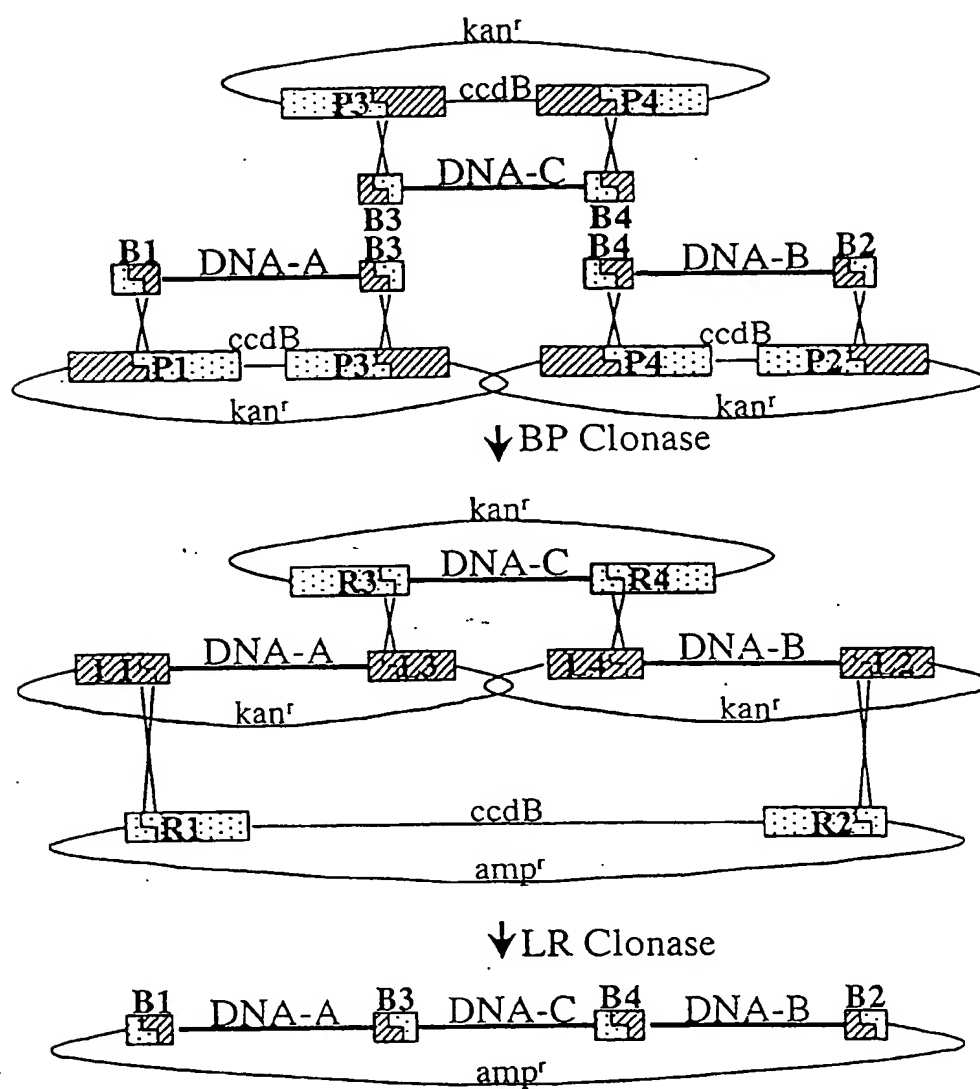 kanʳ
P3 ccdB P4
DNA-C
B3 B4
B1 DNA-A B3 B4 DNA-B B2
P1 ccdB P3 P4 ccdB P2
kanʳ kanʳ
BP Clonase
kanʳ
R3 DNA-C R4
L1 DNA-A L3 L4 DNA-B L2
kanʳ kanʳ
R1 ccdB R2
ampʳ
LR Clonase
B1 DNA-A B3 DNA-C B4 DNA-B B2
ampʳ